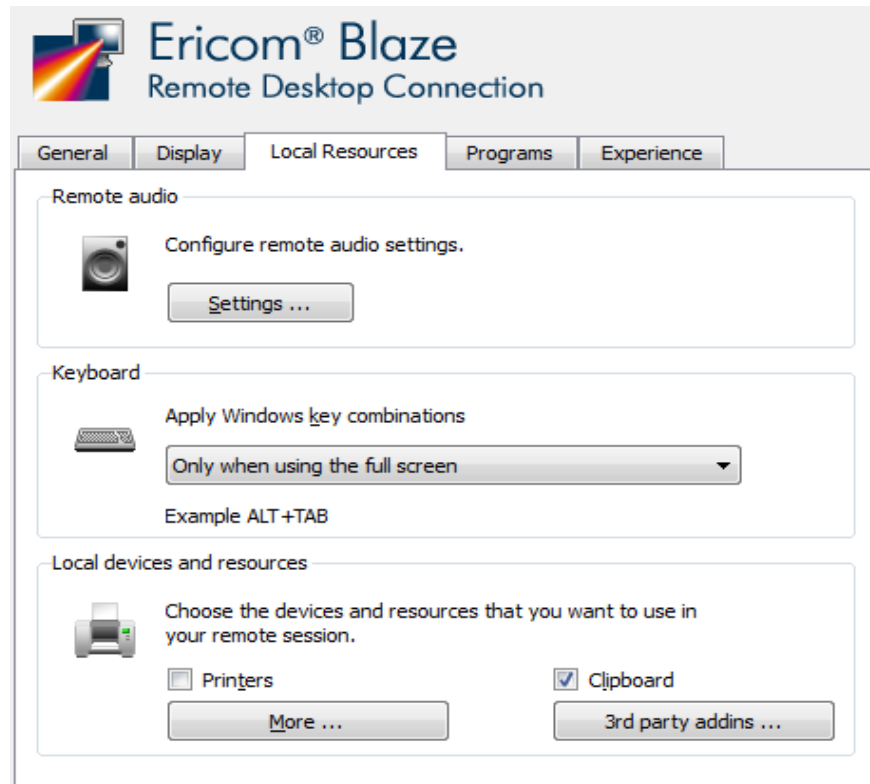 Ericom® Blaze
Remote Desktop Connection
General Display Local Resources Programs Experience
Remote audio
Configure remote audio settings.
Settings ...
Keyboard
Apply Windows key combinations
Only when using the full screen
Example ALT+TAB
Local devices and resources
Choose the devices and resources that you want to use in
your remote session.
Printers Clipboard
More ... 3rd party addins ...